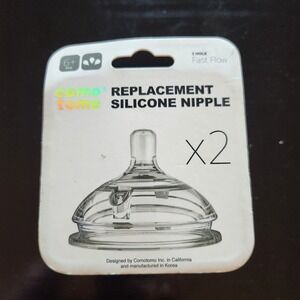 6+
3 HOLE
Fast Flow
como
tomo
REPLACEMENT
SILICONE NIPPLE
X2
Designed by Comotomo Inc. in California
and manufactured in Korea